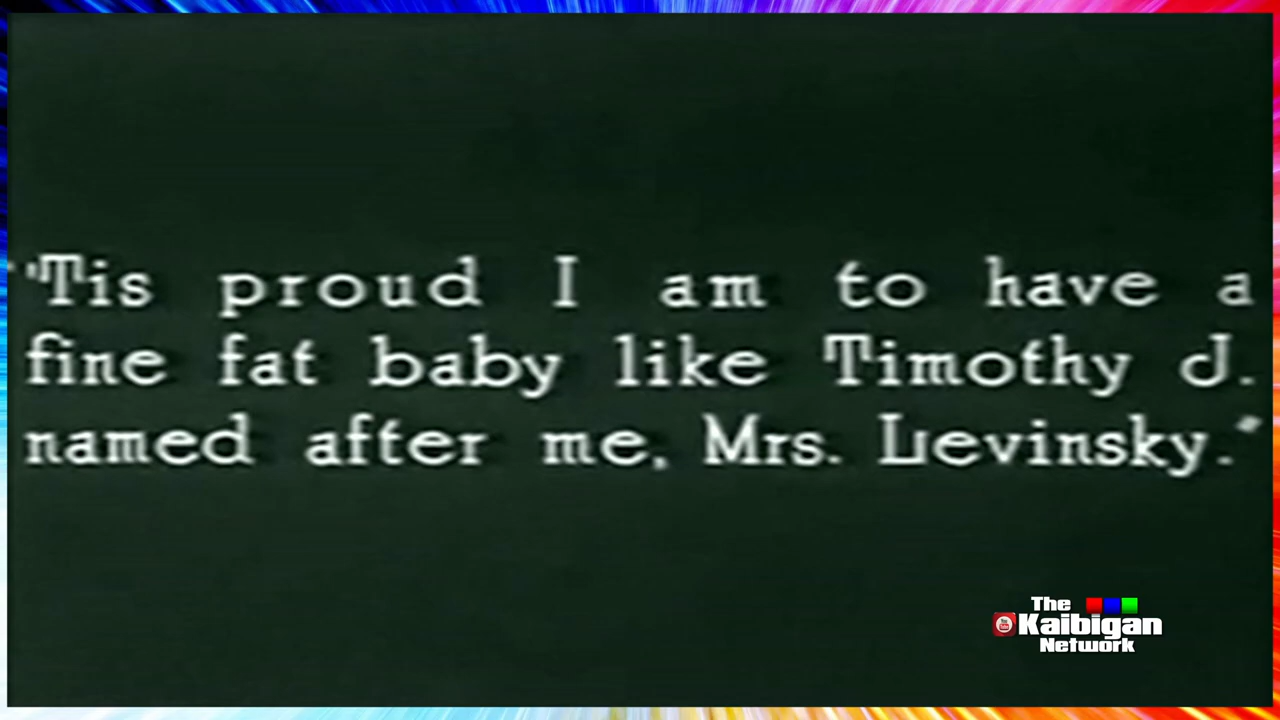 "'Tis proud I am to have a
fine fat baby like Timothy J.
named after me, Mrs. Levinsky."
The
Kaibigan
Network